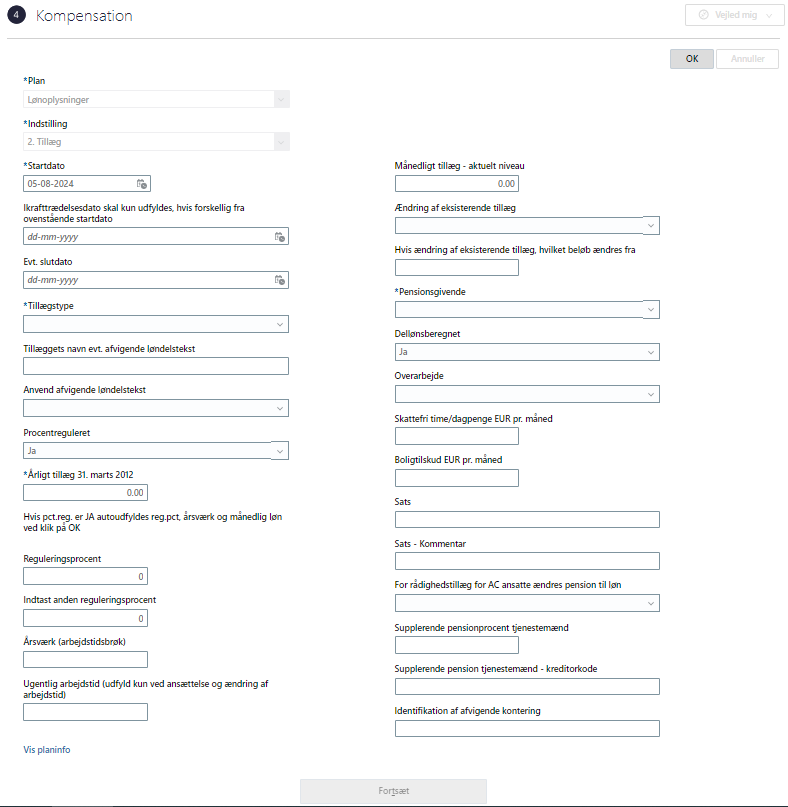 4 Kompensation
Vejled mig
OK Annuller
*Plan
Lønoplysninger
*Indstilling
2. Tillæg
*Startdato
05-08-2024
Ikrafttrædelsesdato skal kun udfyldes, hvis forskellig fra
ovenstående startdato
dd-mm-yyyy
Evt. slutdato
dd-mm-yyyy
*Tillægstype
Tillæggets navn evt. afvigende løndelstekst
Anvend afvigende løndelstekst
Procentreguleret
Ja
*Årligt tillæg 31. marts 2012
0.00
Hvis pct.reg. er JA autoudfyldes reg.pct, årsværk og månedlig løn
ved klik på OK
Reguleringsprocent
0
Indtast anden reguleringsprocent
0
Årsværk (arbejdstidsbrøk)
Ugentlig arbejdstid (udfyld kun ved ansættelse og ændring af
arbejdstid)
Vis planinfo
Månedligt tillæg - aktuelt niveau
0.00
Ændring af eksisterende tillæg
Hvis ændring af eksisterende tillæg, hvilket beløb ændres fra
*Pensionsgivende
Dellønsberegnet
Ja
Overarbejde
Skattefri time/dagpenge EUR pr. måned
Boligtilskud EUR pr. måned
Sats
Sats - Kommentar
For rådighedstillæg for AC ansatte ændres pension til løn
Supplerende pensionprocent tjenestemænd
Supplerende pension tjenestemænd - kreditorkode
Identifikation af afvigende kontering
Fortsæt